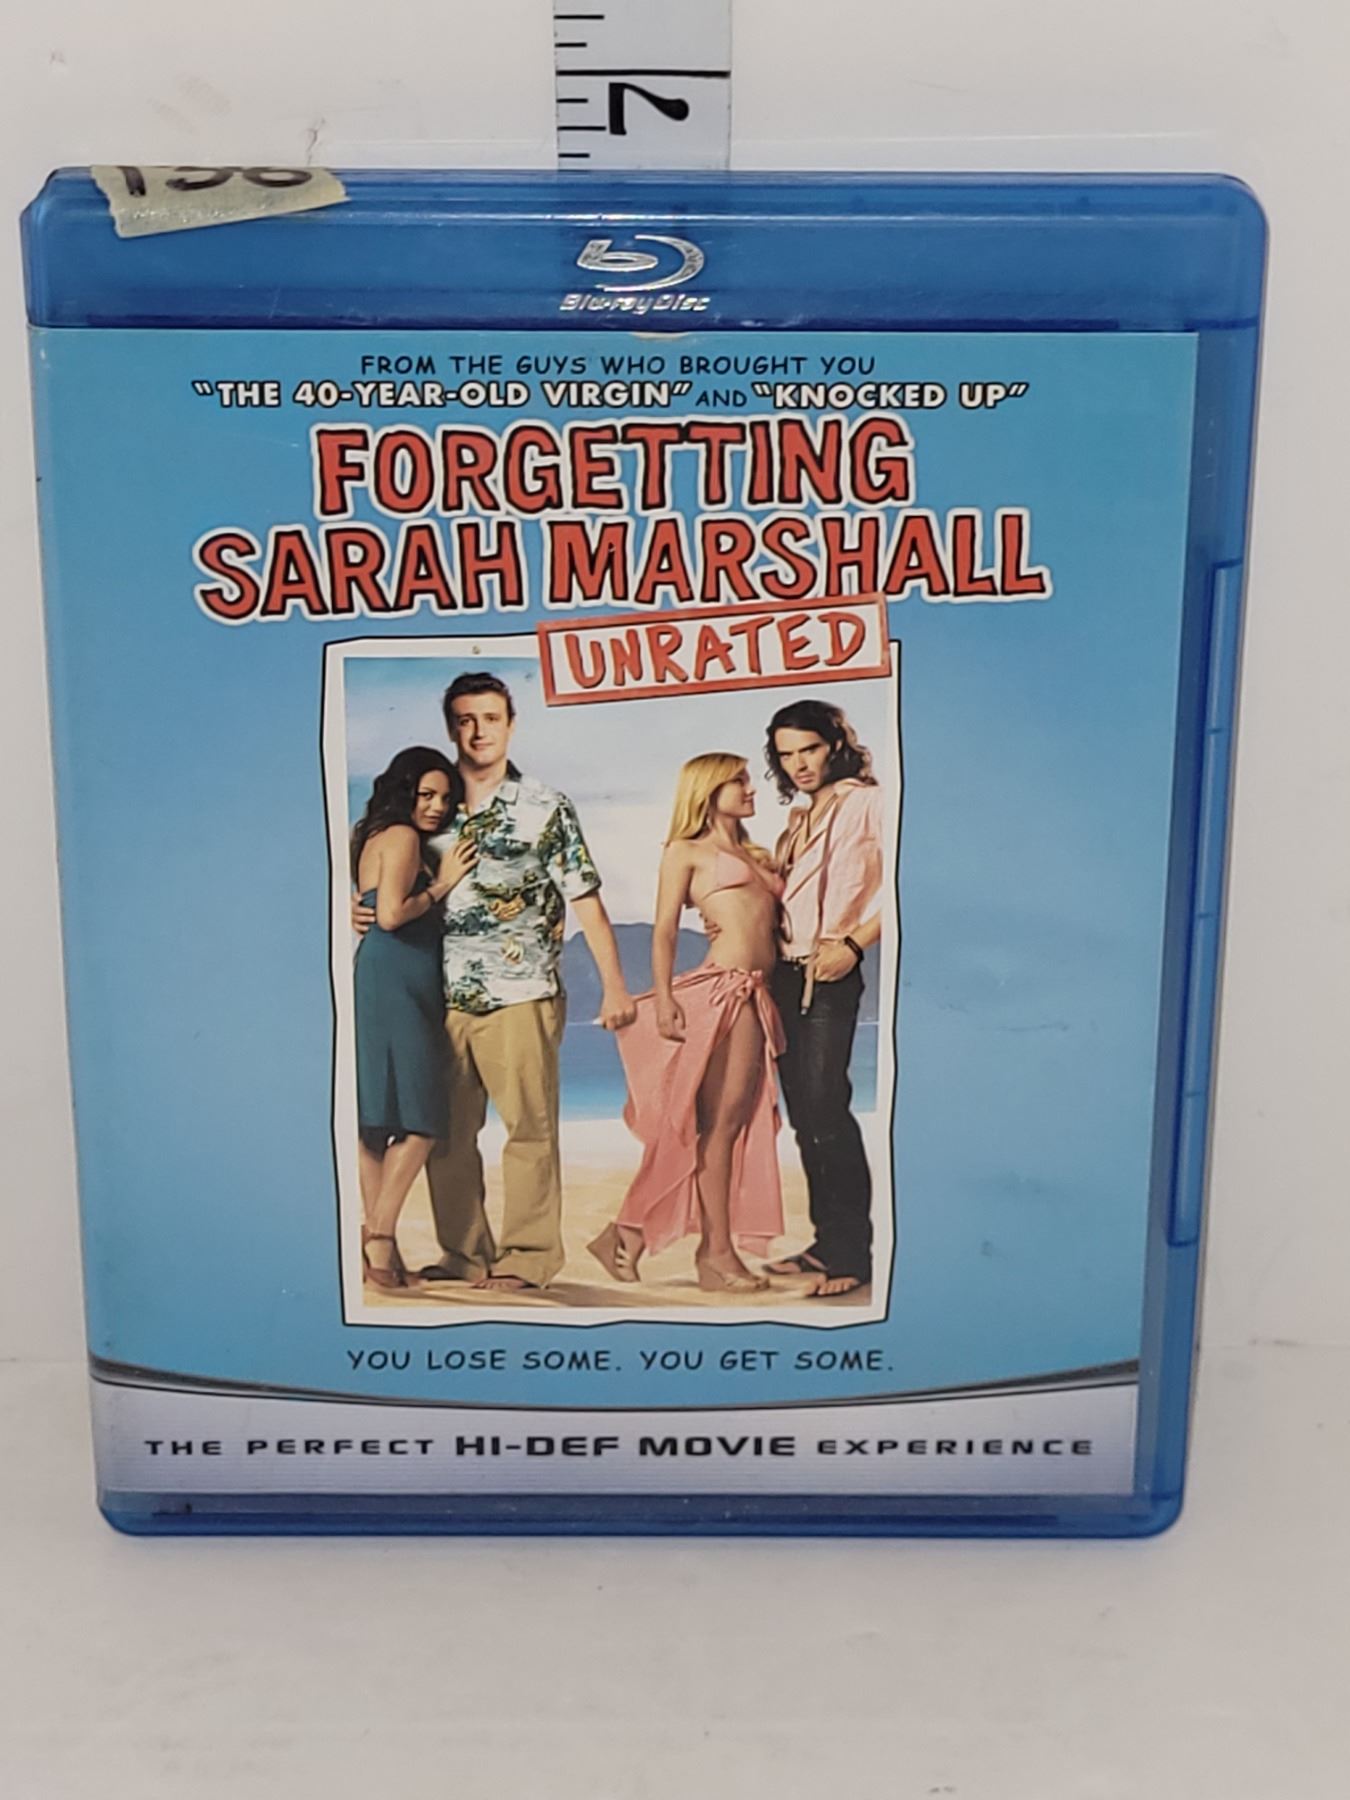 7
Blu-ray Disc
FROM THE GUYS WHO BROUGHT YOU
"THE 40-YEAR-OLD VIRGIN" AND "KNOCKED UP"
FORGETTING
SARAH MARSHALL
UNRATED
YOU LOSE SOME. YOU GET SOME.
THE PERFECT HI-DEF MOVIE EXPERIENCE